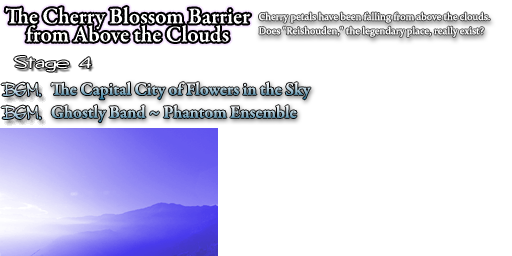 The Cherry Blossom Barrier
from Above the Clouds
Cherry petals have been falling from above the clouds.
Does "Reishouden," the legendary place, really exist?
Stage 4
BGM. The Capital City of Flowers in the Sky
BGM. Ghostly Band ~ Phantom Ensemble